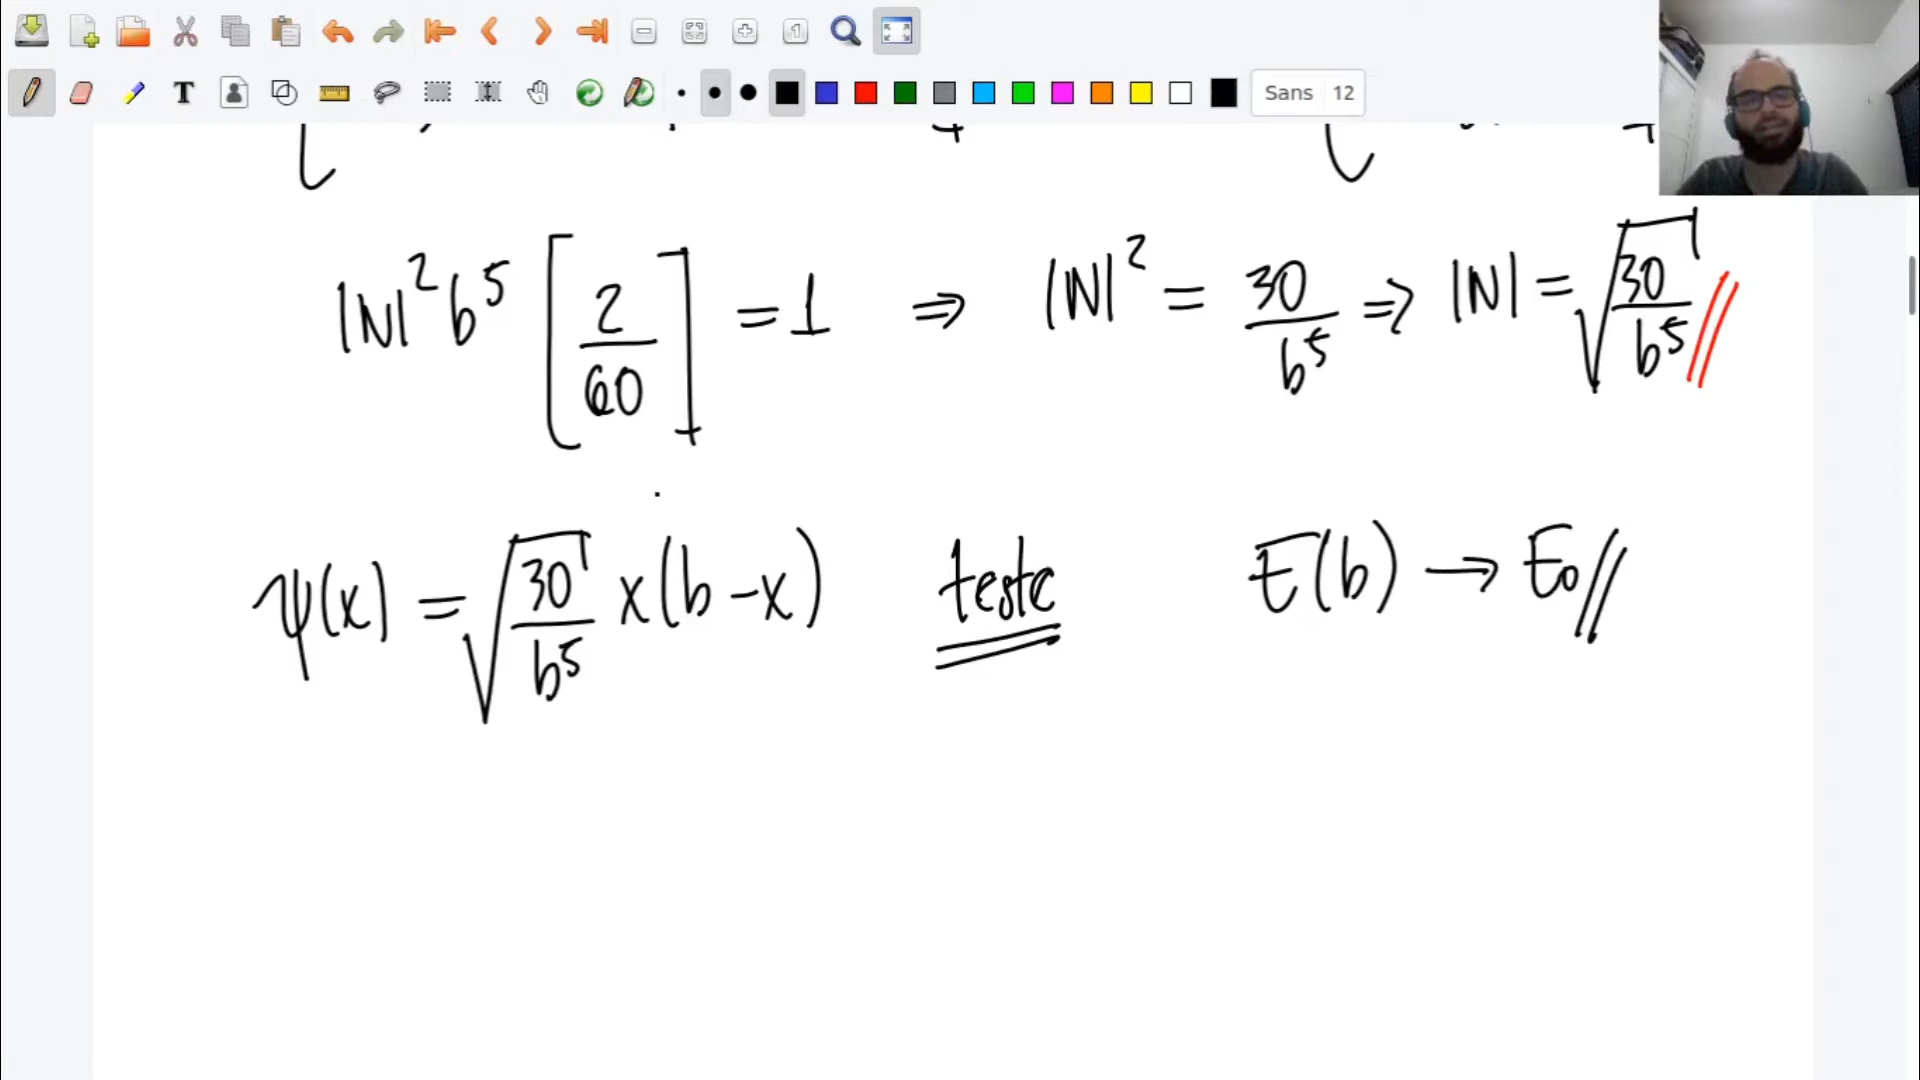 Sans 12
|N|² b⁵ [2/60] = 1 ⇒ |N|² = 30/b⁵ ⇒ |N| = √(30/b⁵) //
ψ(x) = √(30/b⁵) x(b-x) teste E(b) → E₀ //